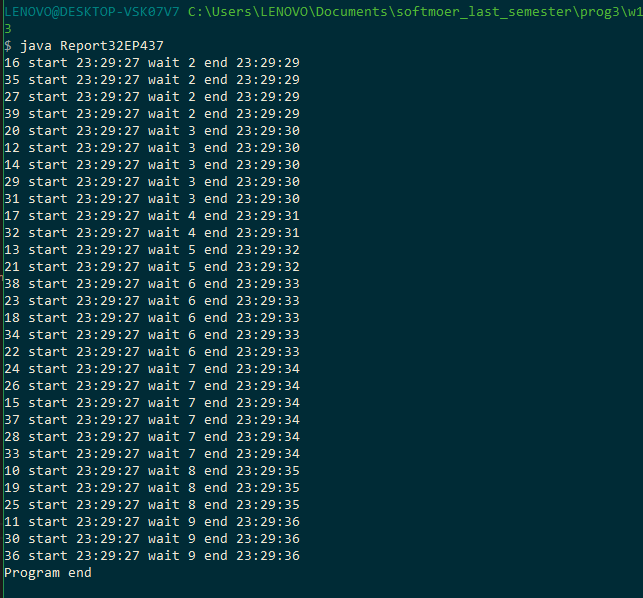 LENOVO@DESKTOP-VSK07V7 C:\Users\LENOVO\Documents\softmoer_last_semester\prog3\w1
3
$ java Report32EP437
16 start 23:29:27 wait 2 end 23:29:29
35 start 23:29:27 wait 2 end 23:29:29
27 start 23:29:27 wait 2 end 23:29:29
39 start 23:29:27 wait 2 end 23:29:29
20 start 23:29:27 wait 3 end 23:29:30
12 start 23:29:27 wait 3 end 23:29:30
14 start 23:29:27 wait 3 end 23:29:30
29 start 23:29:27 wait 3 end 23:29:30
31 start 23:29:27 wait 3 end 23:29:30
17 start 23:29:27 wait 4 end 23:29:31
32 start 23:29:27 wait 4 end 23:29:31
13 start 23:29:27 wait 5 end 23:29:32
21 start 23:29:27 wait 5 end 23:29:32
38 start 23:29:27 wait 6 end 23:29:33
23 start 23:29:27 wait 6 end 23:29:33
18 start 23:29:27 wait 6 end 23:29:33
34 start 23:29:27 wait 6 end 23:29:33
22 start 23:29:27 wait 6 end 23:29:33
24 start 23:29:27 wait 7 end 23:29:34
26 start 23:29:27 wait 7 end 23:29:34
15 start 23:29:27 wait 7 end 23:29:34
37 start 23:29:27 wait 7 end 23:29:34
28 start 23:29:27 wait 7 end 23:29:34
33 start 23:29:27 wait 7 end 23:29:34
10 start 23:29:27 wait 8 end 23:29:35
19 start 23:29:27 wait 8 end 23:29:35
25 start 23:29:27 wait 8 end 23:29:35
11 start 23:29:27 wait 9 end 23:29:36
30 start 23:29:27 wait 9 end 23:29:36
36 start 23:29:27 wait 9 end 23:29:36
Program end